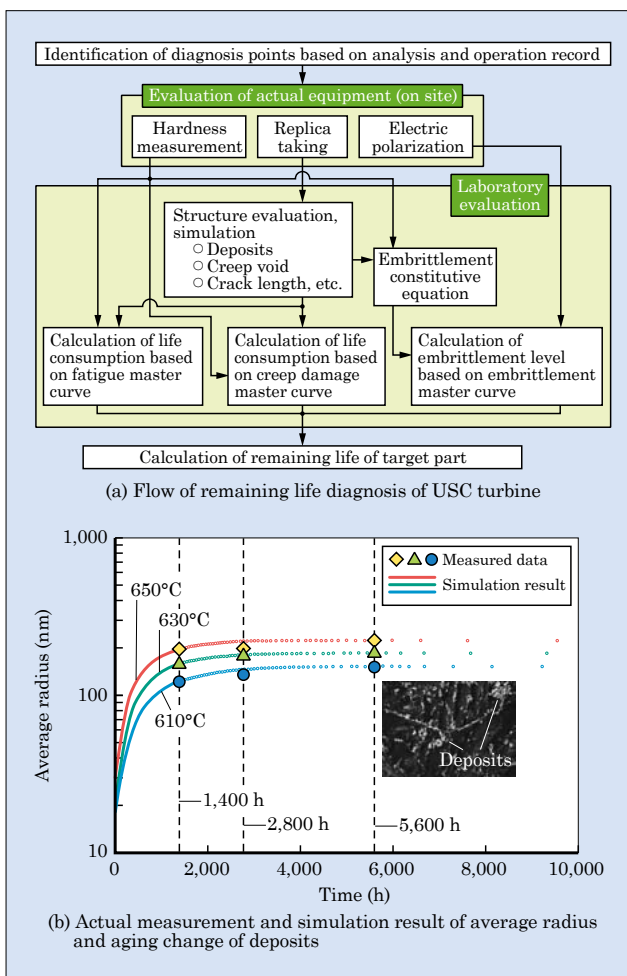 Identification of diagnosis points based on analysis and operation record
Evaluation of actual equipment (on site)
Hardness
measurement
Replica
taking
Electric
polarization
Laboratory
evaluation
Structure evaluation,
simulation
○ Deposits
○ Creep void
○ Crack length, etc.
Embrittlement
constitutive
equation
Calculation of life
consumption based
on fatigue master
curve
Calculation of life
consumption based
on creep damage
master curve
Calculation of
embrittlement level
based on embrittlement
master curve
Calculation of remaining life of target part
(a) Flow of remaining life diagnosis of USC turbine
1,000
100
10
Average radius (nm)
650°C
630°C
610°C
Measured data
Simulation result
Deposits
1,400 h
2,800 h
5,600 h
0
2,000
4,000
6,000
8,000
10,000
Time (h)
(b) Actual measurement and simulation result of average radius
and aging change of deposits